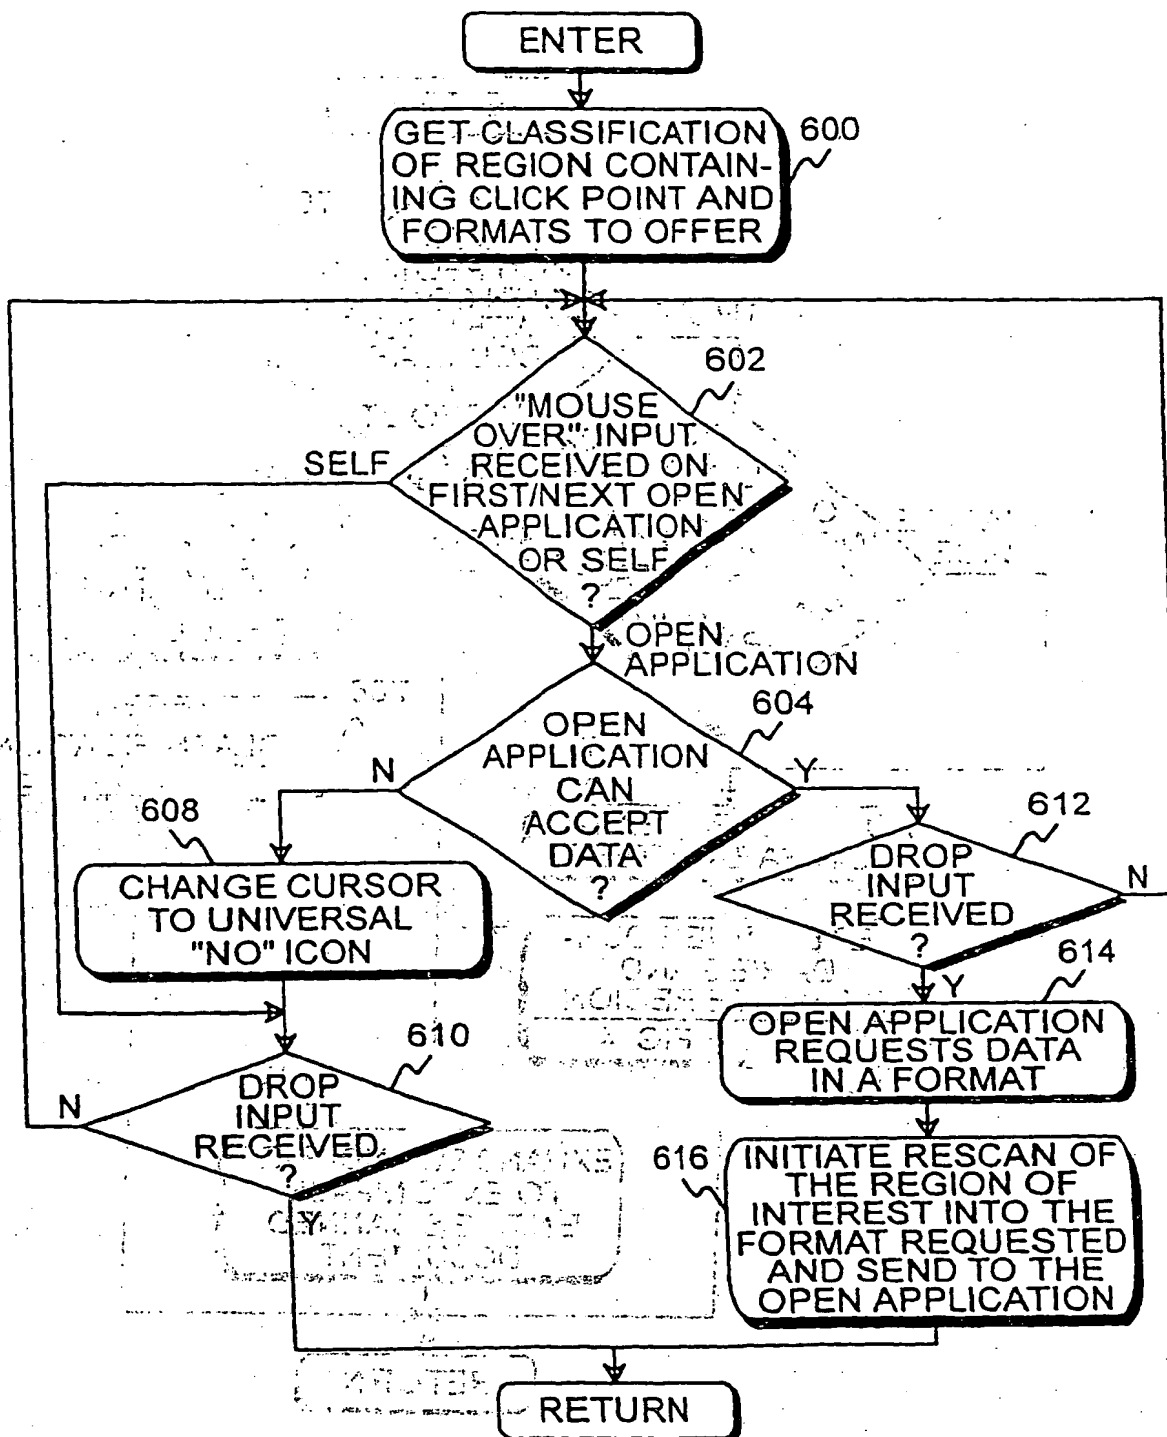 ENTER
GET CLASSIFICATION
OF REGION CONTAIN-
ING CLICK POINT AND
FORMATS TO OFFER
600
602
"MOUSE
OVER" INPUT
RECEIVED ON
FIRST/NEXT OPEN
APPLICATION
OR SELF
?
SELF
OPEN
APPLICATION
604
OPEN
APPLICATION
CAN
ACCEPT
DATA
?
N
Y
608
CHANGE CURSOR
TO UNIVERSAL
"NO" ICON
612
DROP
INPUT
RECEIVED
?
N
Y
614
OPEN APPLICATION
REQUESTS DATA
IN A FORMAT
610
DROP
INPUT
RECEIVED
?
N
Y
616
INITIATE RESCAN OF
THE REGION OF
INTEREST INTO THE
FORMAT REQUESTED
AND SEND TO THE
OPEN APPLICATION
RETURN